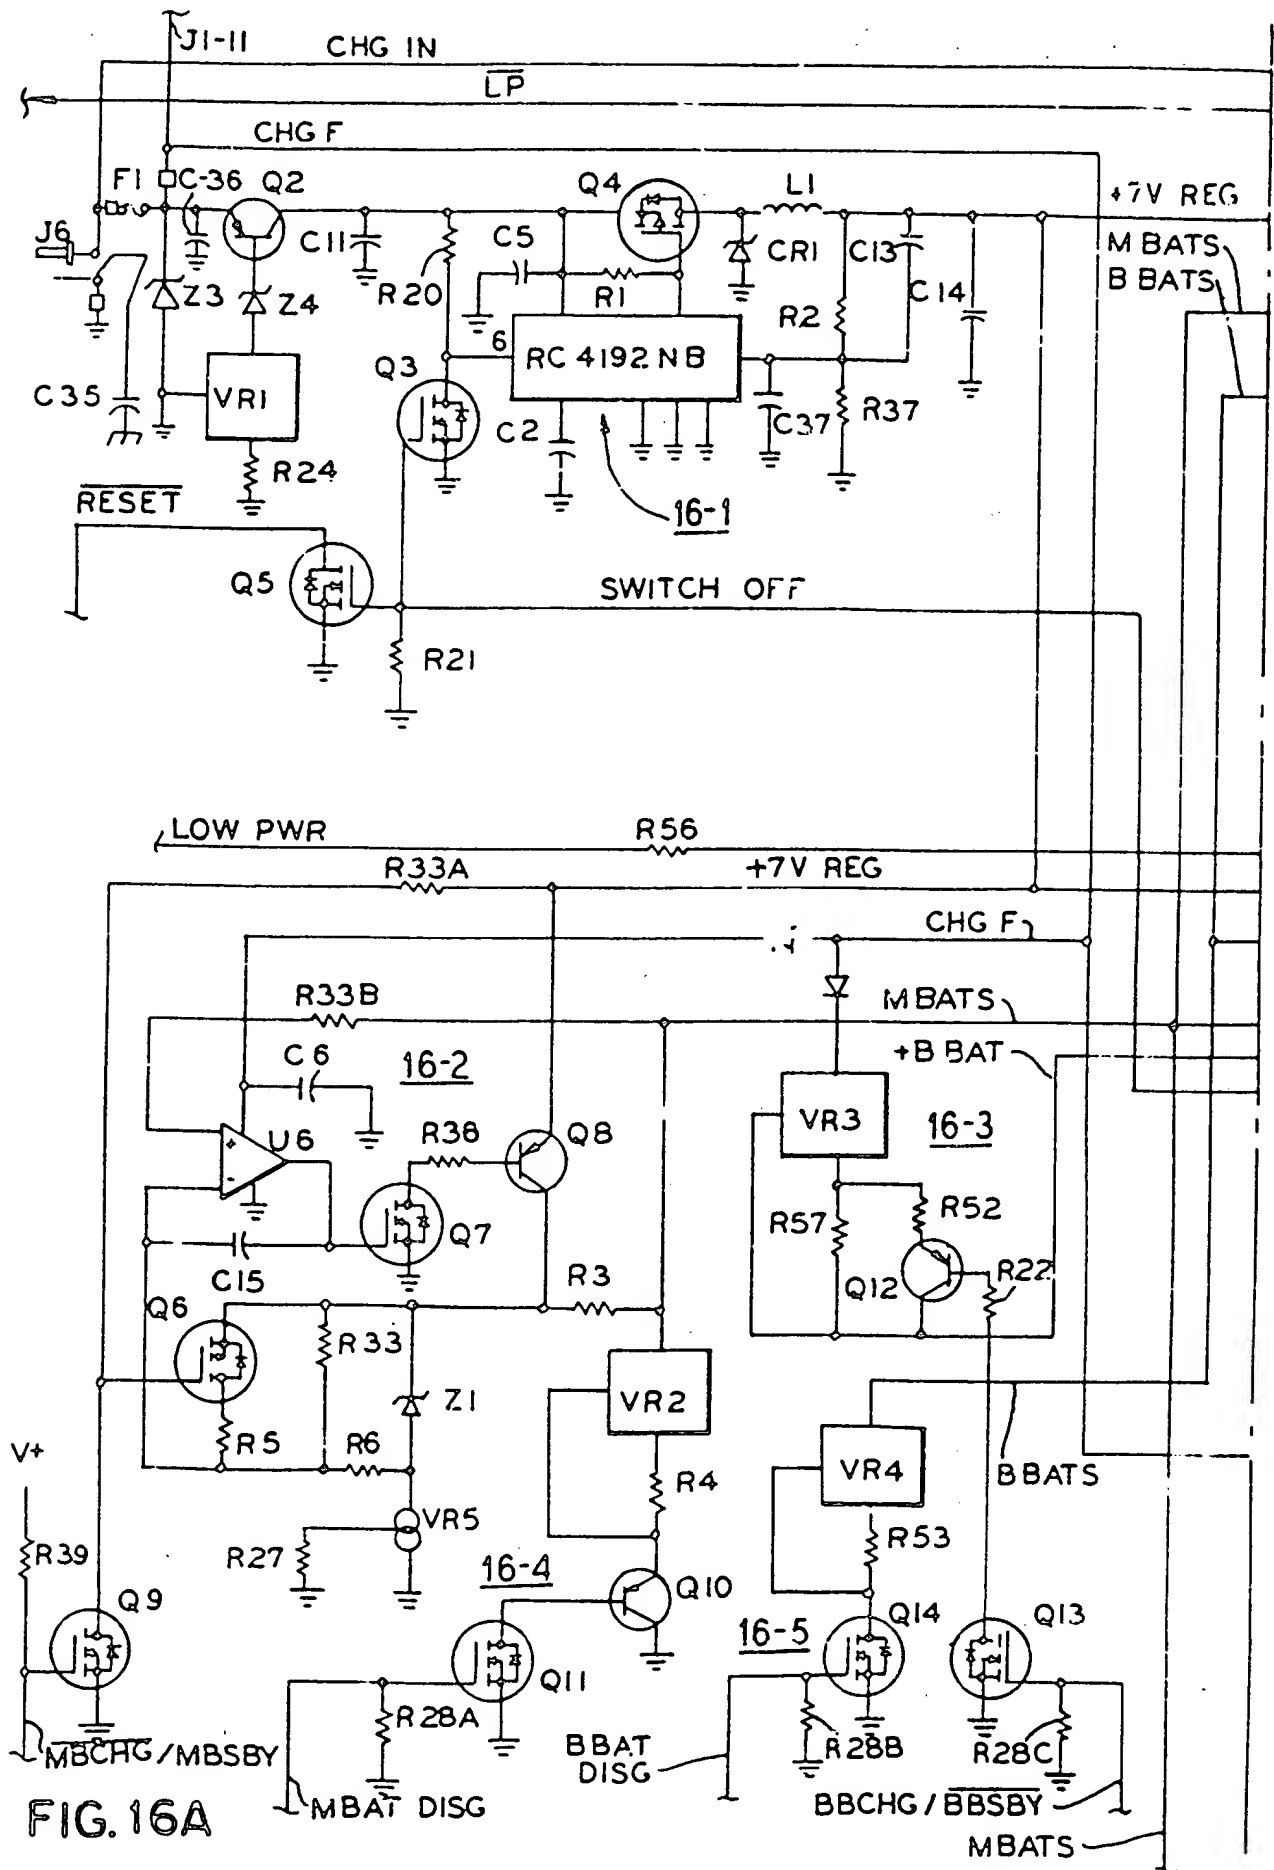 J1-11
CHG IN
LP
CHG F
F1
C-36
Q2
Q4
L1
+7V REG
J6
C11
C5
CR1
C13
M BATS
B BATS
Z3
Z4
R20
R1
R2
C14
6
RC 4192 NB
Q3
C35
VR1
C2
C37
R37
R24
RESET
16-1
Q5
SWITCH OFF
R21
LOW PWR
R56
R33A
+7V REG
CHG F
R33B
M BATS
C6
16-2
+B BAT
VR3
16-3
+
U6
-
R38
Q8
R57
R52
Q7
C15
R3
Q12
R22
Q6
R33
VR2
Z1
R5
R6
V+
R4
VR4
B BATS
VR5
R39
R27
R53
16-4
Q9
Q10
Q14
Q13
16-5
Q11
R28A
R28B
R28C
MBCHG/MBSBY
BBAT
DISG
MBAT DISG
BBCHG/BBSBY
MBATS
FIG. 16A